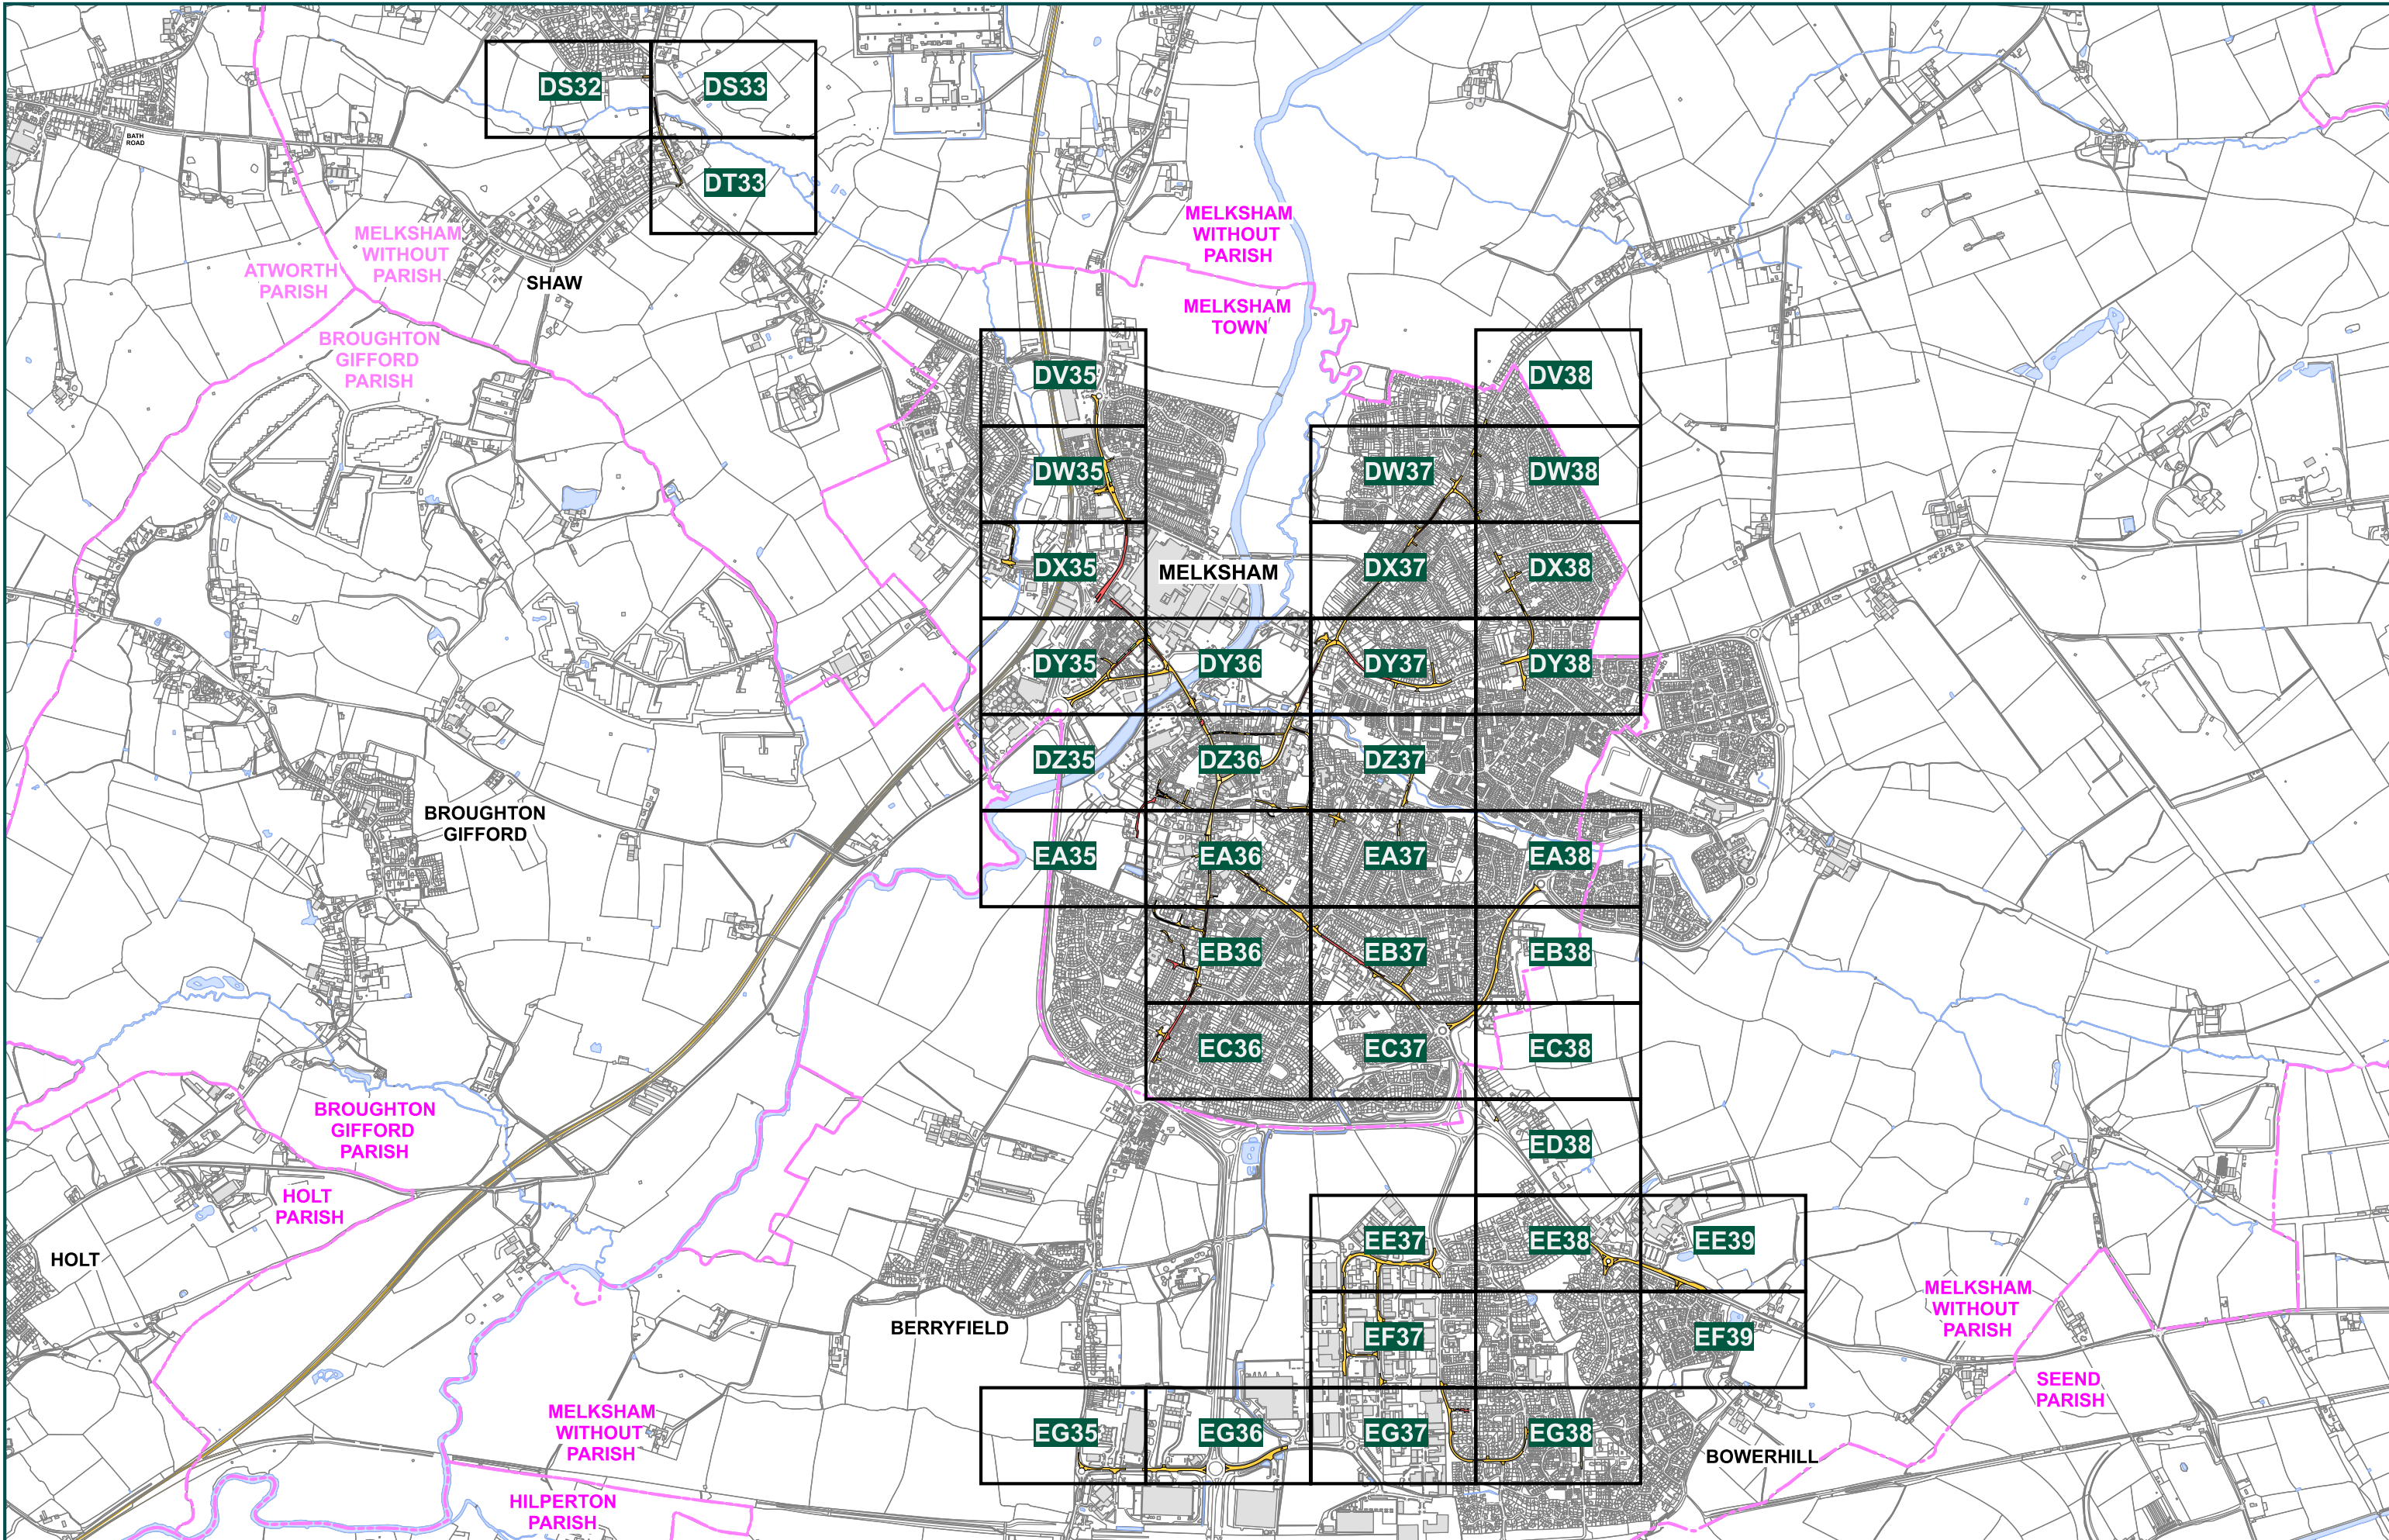 DS32
DS33
BATH
ROAD
DT33
MELKSHAM
WITHOUT
PARISH
MELKSHAM
WITHOUT
PARISH
ATWORTH
PARISH
SHAW
MELKSHAM
TOWN
BROUGHTON
GIFFORD
PARISH
DV35
DV38
DW35
DW37
DW38
DX35
MELKSHAM
DX37
DX38
DY35
DY36
DY37
DY38
DZ35
DZ36
DZ37
BROUGHTON
GIFFORD
EA35
EA36
EA37
EA38
EB36
EB37
EB38
EC36
EC37
EC38
BROUGHTON
GIFFORD
PARISH
ED38
HOLT
PARISH
HOLT
EE37
EE38
EE39
MELKSHAM
WITHOUT
PARISH
BERRYFIELD
EF37
EF39
SEEND
PARISH
MELKSHAM
WITHOUT
PARISH
EG35
EG36
EG37
EG38
BOWERHILL
HILPERTON
PARISH